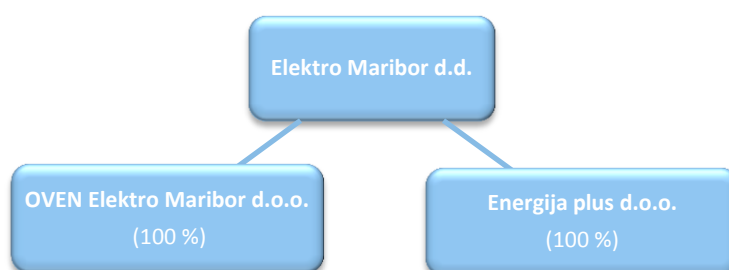 Elektro Maribor d.d.
OVEN Elektro Maribor d.o.o.
(100 %)
Energija plus d.o.o.
(100 %)